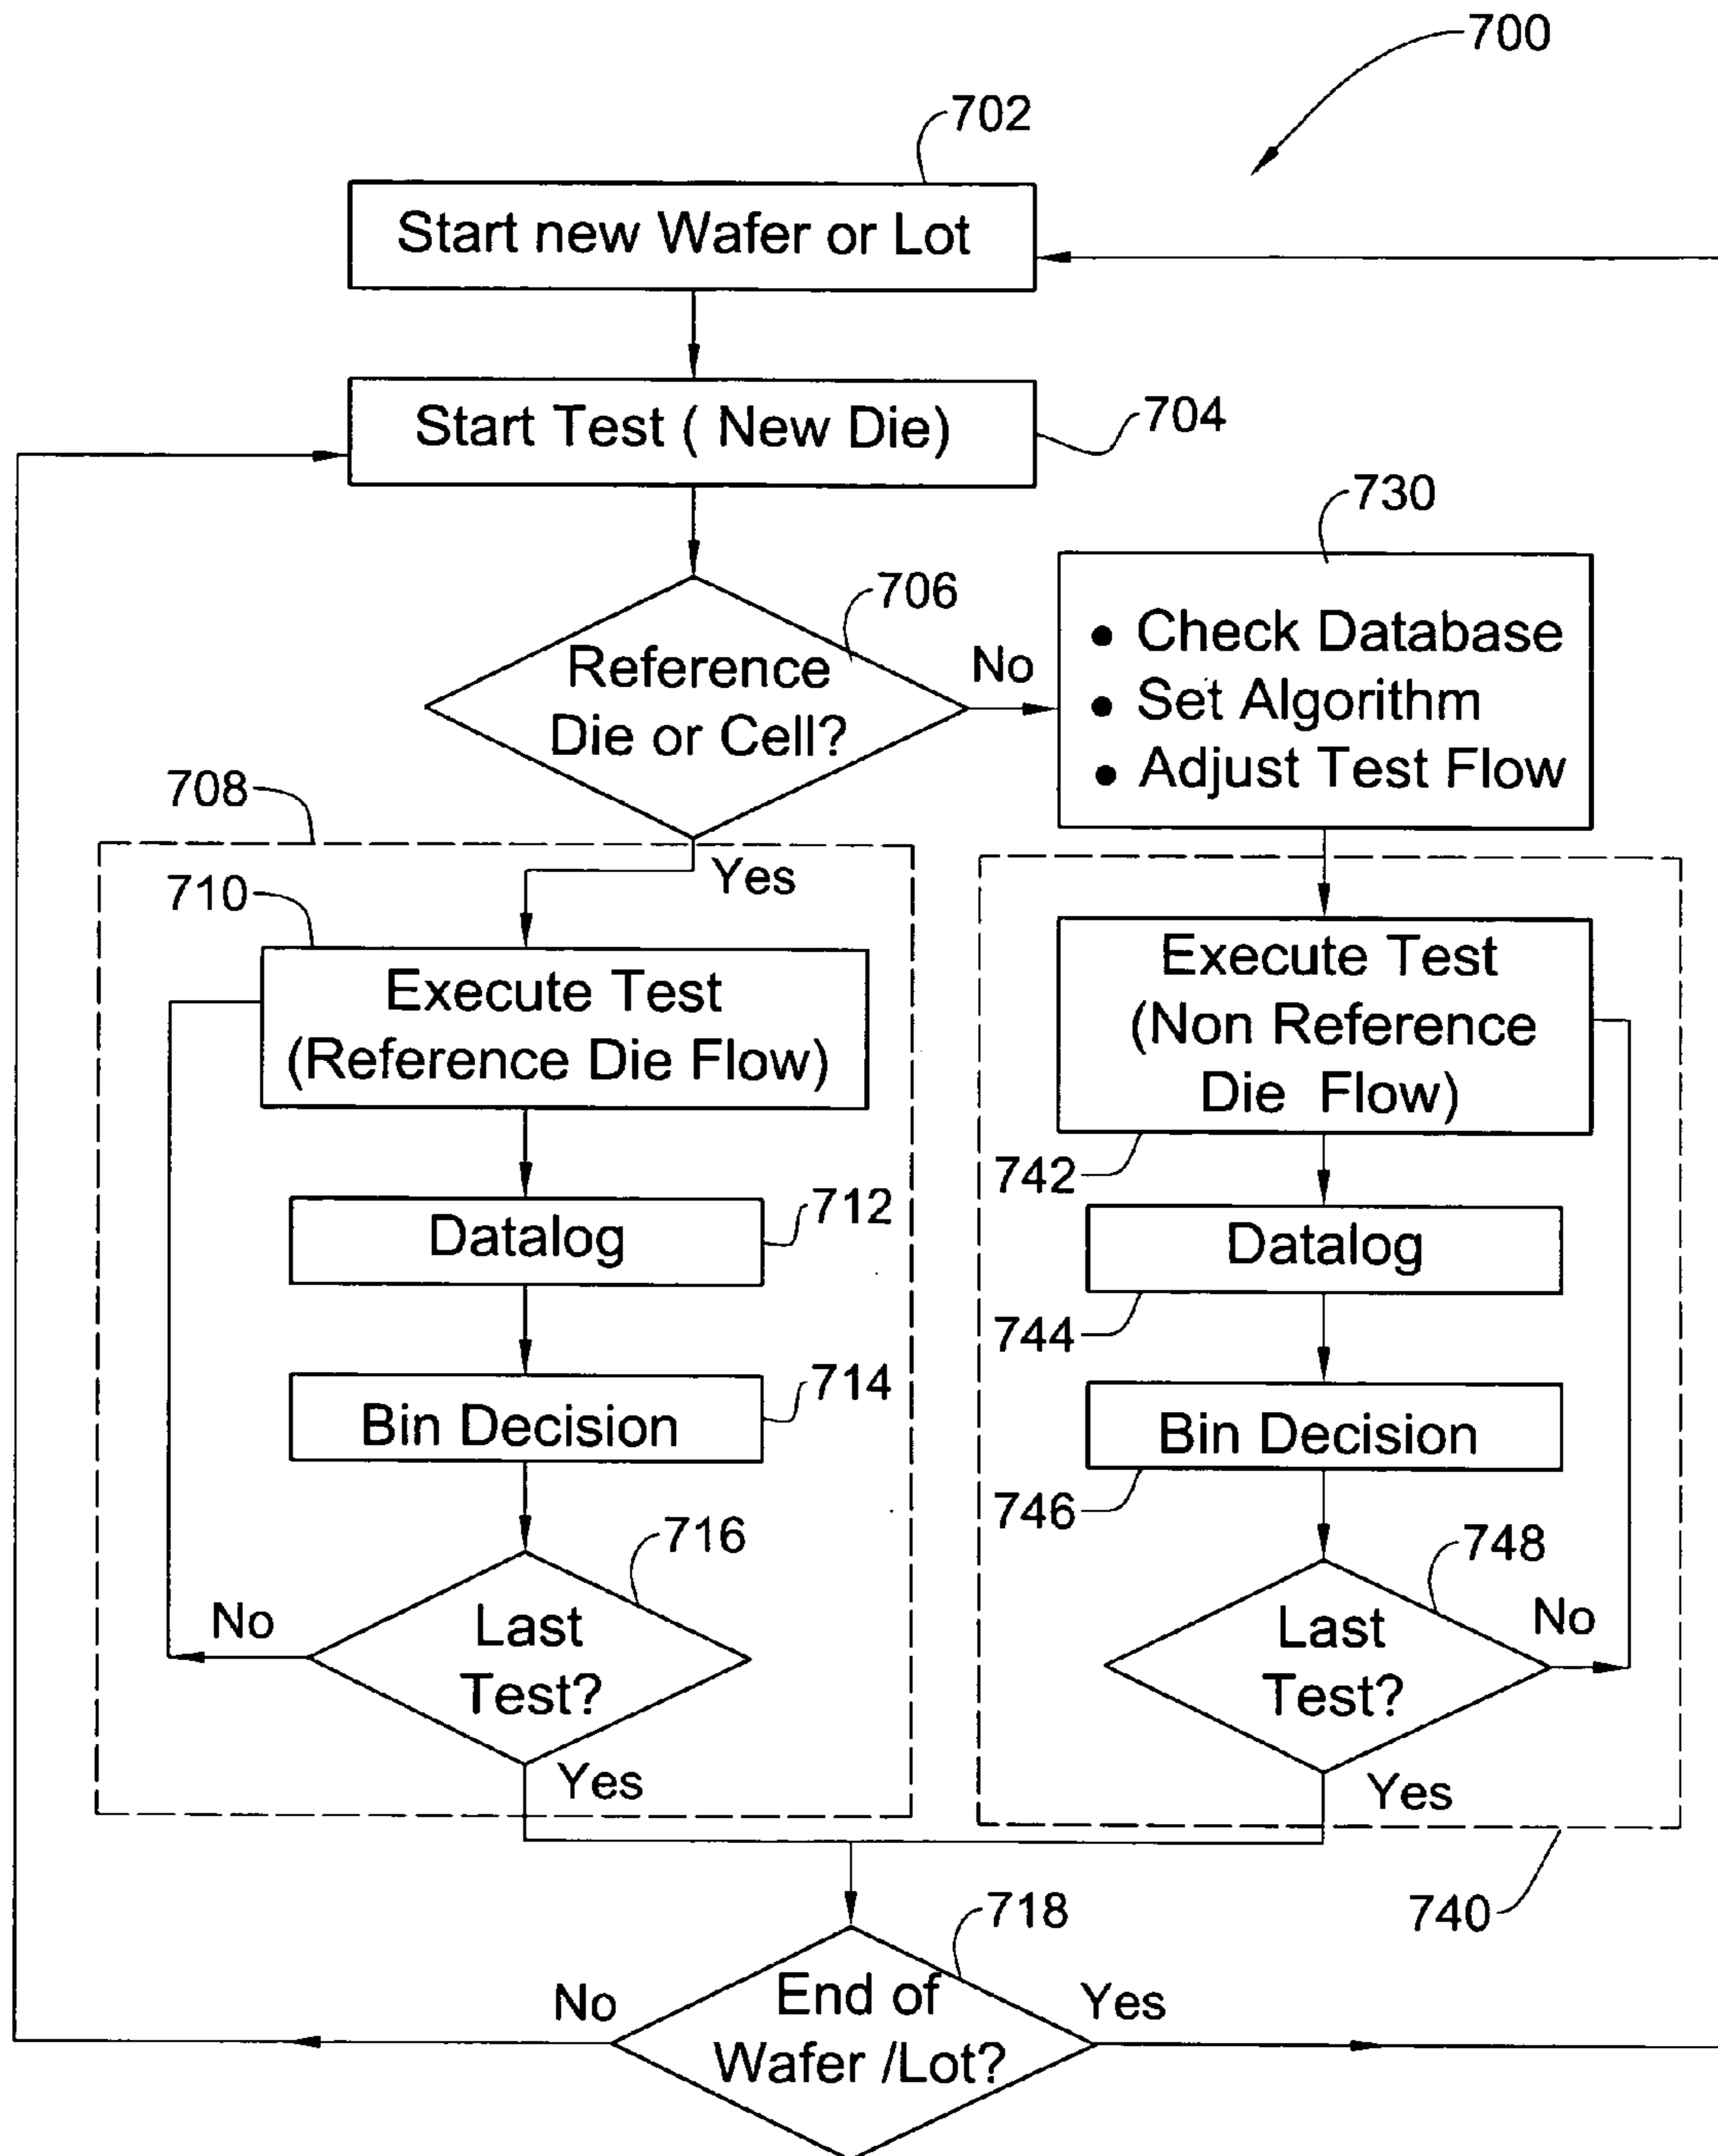 700
702
Start new Wafer or Lot
Start Test ( New Die)
704
730
706
Reference
Die or Cell?
No
• Check Database
• Set Algorithm
• Adjust Test Flow
708
Yes
710
Execute Test
(Reference Die Flow)
Execute Test
(Non Reference
Die Flow)
742
712
Datalog
Datalog
744
714
Bin Decision
Bin Decision
746
716
748
No
Last
Test?
Last
Test?
No
Yes
Yes
718
740
No
End of
Wafer /Lot?
Yes